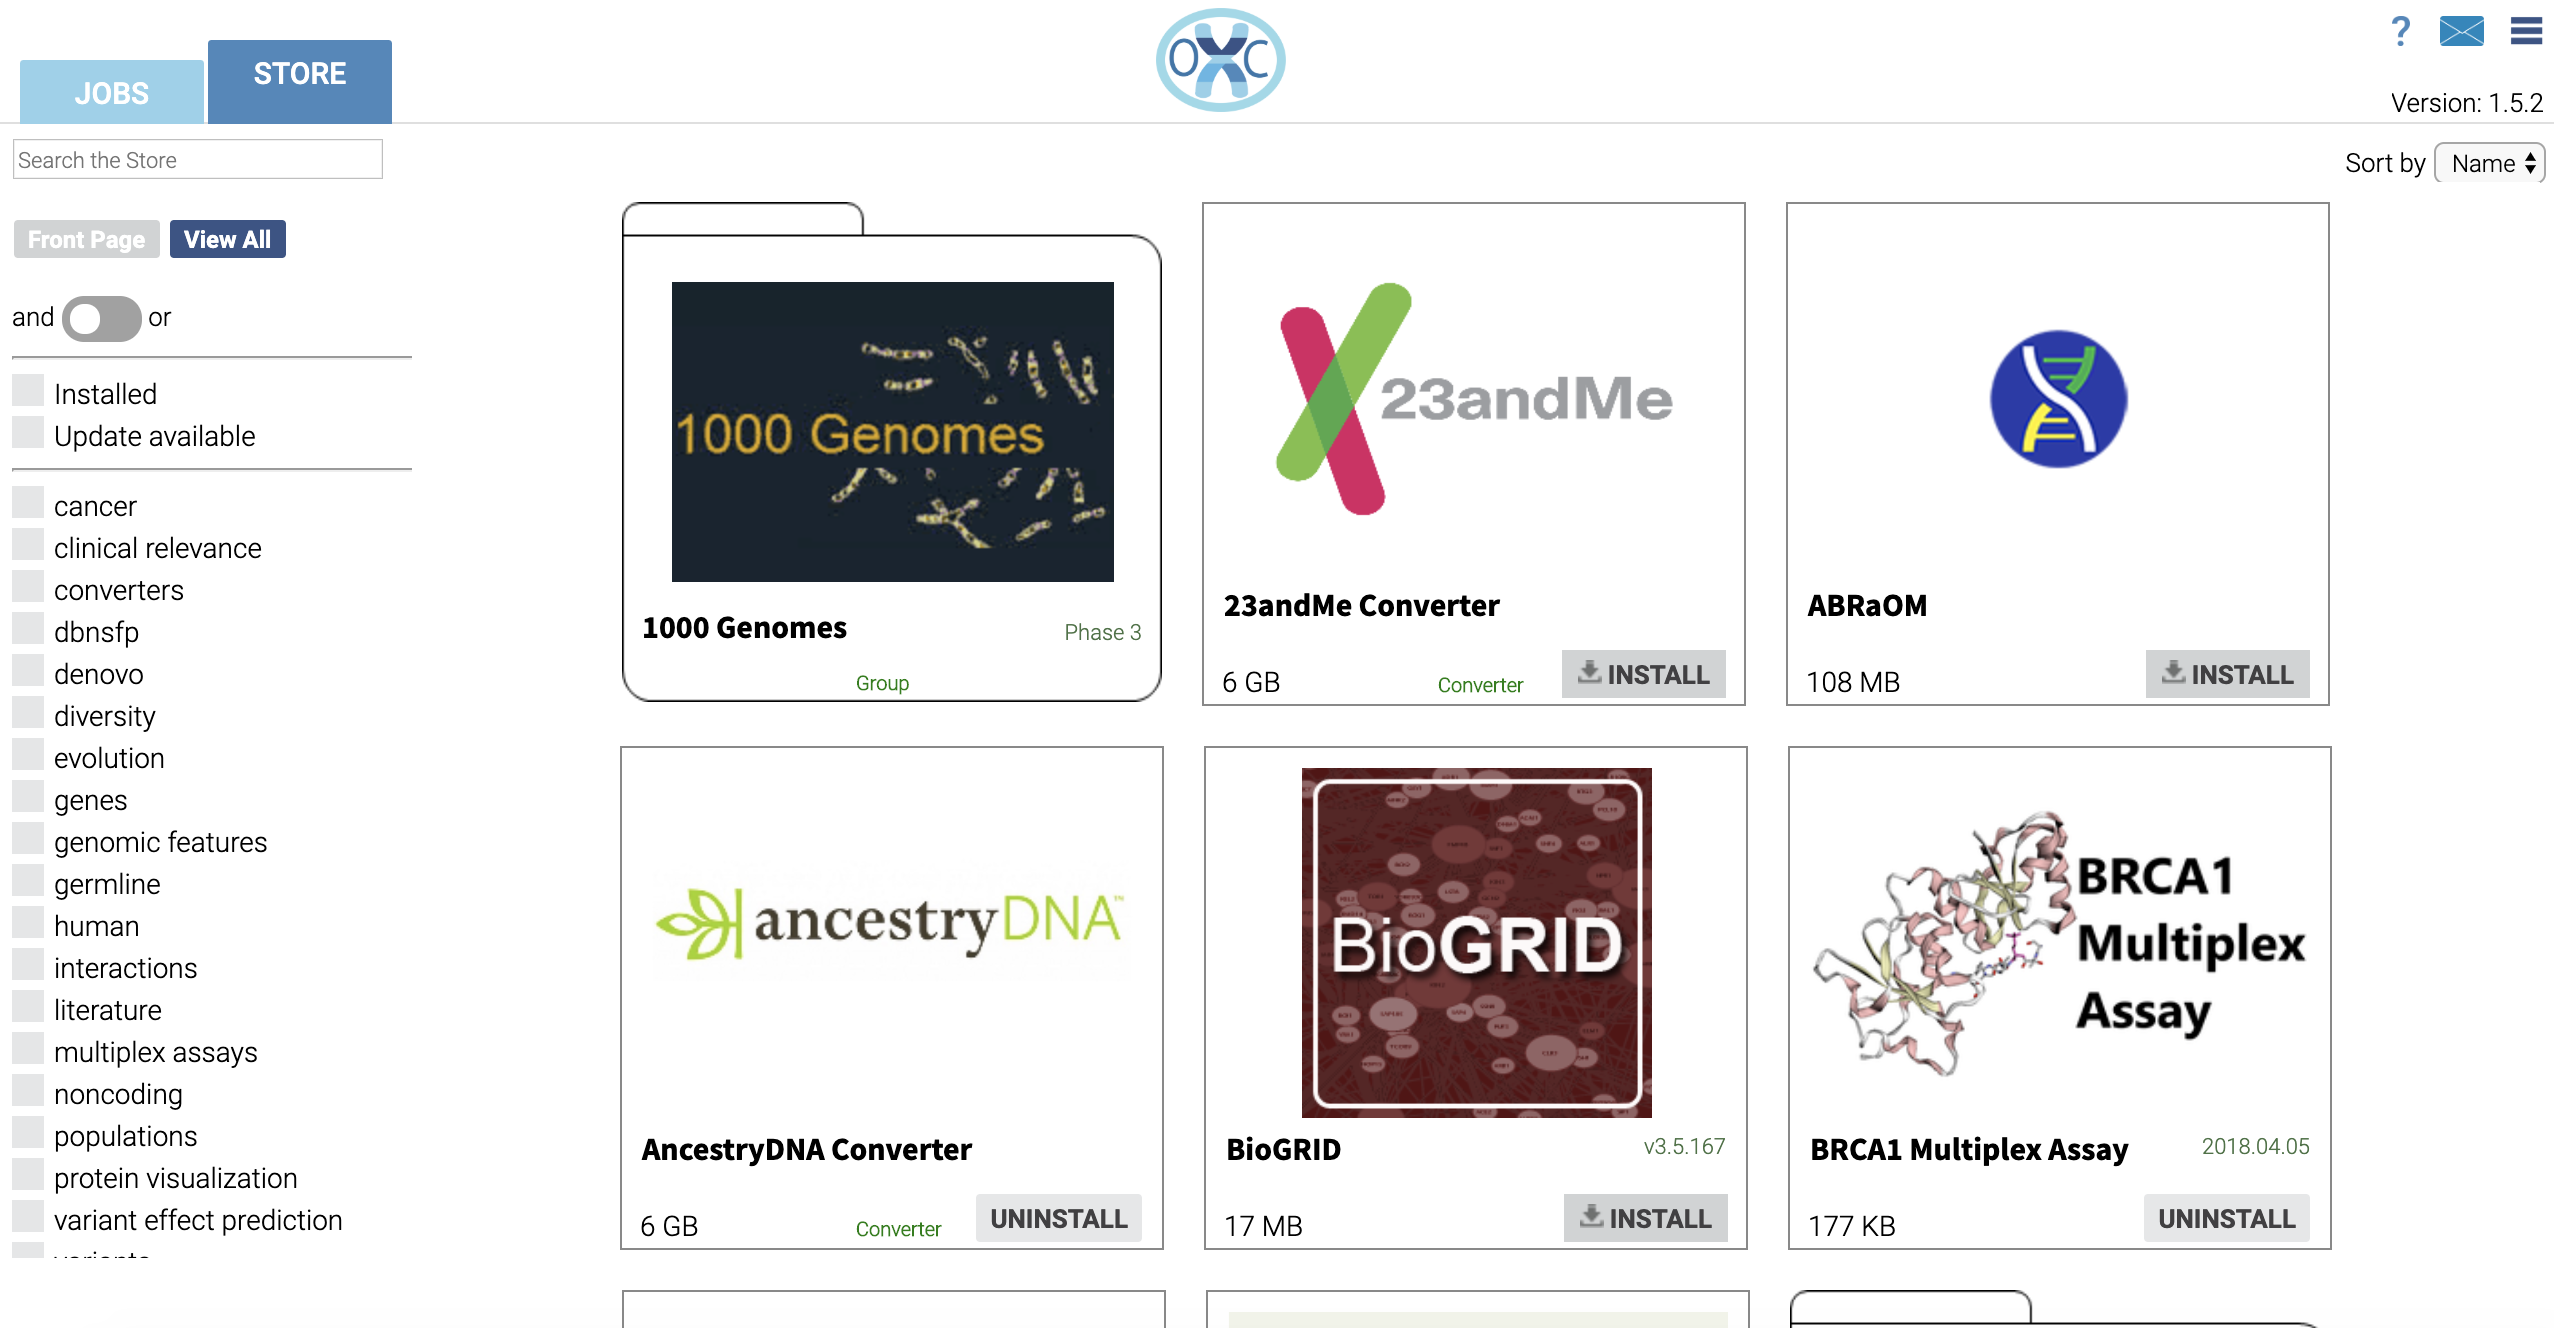 JOBS
STORE
OXC
?
Version: 1.5.2
Search the Store
Sort by Name
Front Page
View All
and or
Installed
Update available
cancer
clinical relevance
converters
dbnsfp
denovo
diversity
evolution
genes
genomic features
germline
human
interactions
literature
multiplex assays
noncoding
populations
protein visualization
variant effect prediction
1000 Genomes
1000 Genomes
Phase 3
Group
23andMe
23andMe Converter
6 GB
Converter
INSTALL
ABRaOM
108 MB
INSTALL
ancestryDNA™
AncestryDNA Converter
6 GB
Converter
UNINSTALL
BioGRID
BioGRID
v3.5.167
17 MB
INSTALL
BRCA1
Multiplex
Assay
BRCA1 Multiplex Assay
2018.04.05
177 KB
UNINSTALL